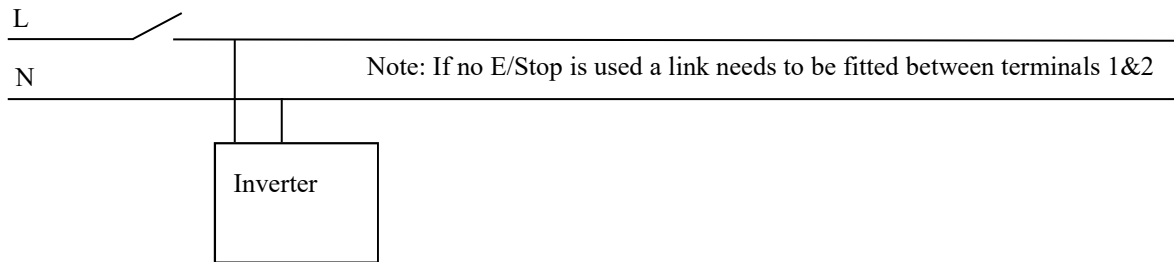 L
N
Note: If no E/Stop is used a link needs to be fitted between terminals 1&2
Inverter